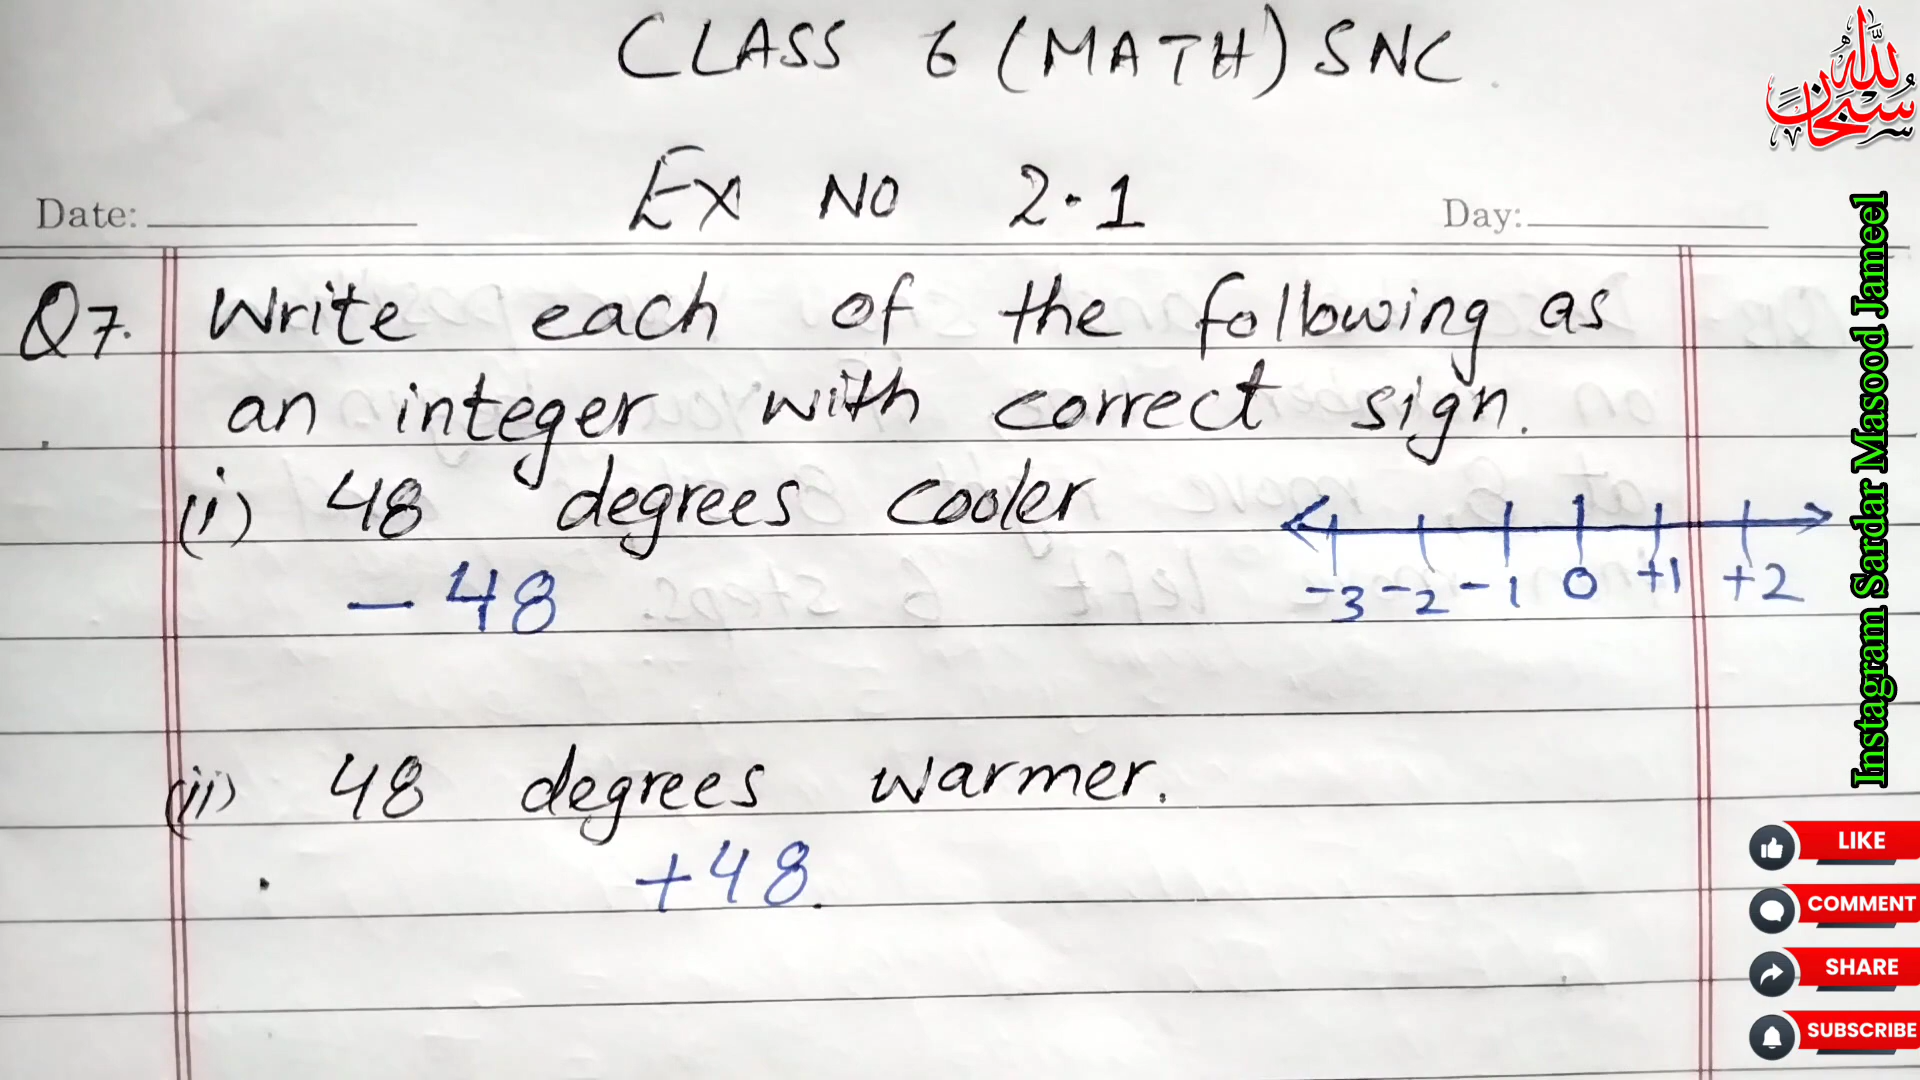 CLASS 6 (MATH) SNC
سُبْحَانَ اللّٰه
Ex NO 2.1
Date:
Day:
Q7. Write each of the following as
an integer with correct sign.
(i) 48 degrees cooler
-3 -2 -1 0 +1 +2
- 48
(ii) 48 degrees warmer.
+48.
Instagram Sardar Masood Jameel
LIKE
COMMENT
SHARE
SUBSCRIBE